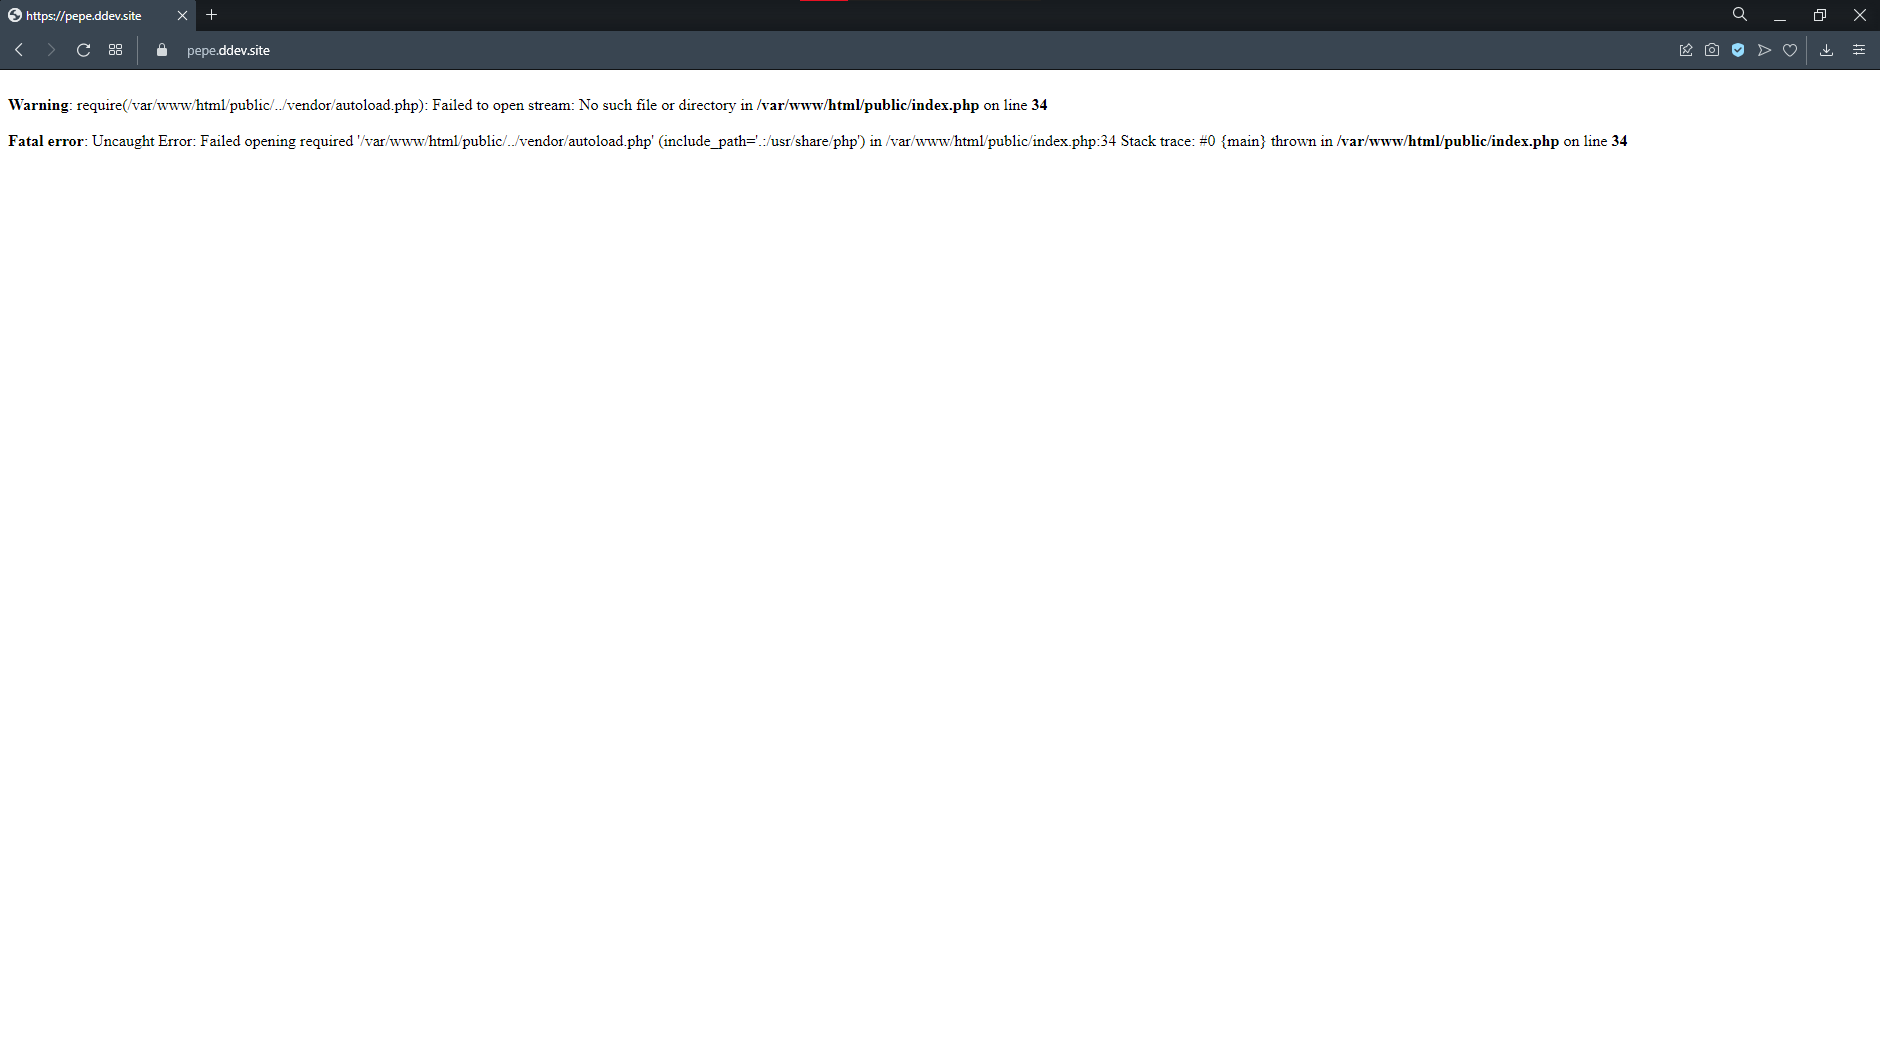 https://pepe.ddev.site
pepe.ddev.site
Warning: require(/var/www/html/public/../vendor/autoload.php): Failed to open stream: No such file or directory in /var/www/html/public/index.php on line 34
Fatal error: Uncaught Error: Failed opening required '/var/www/html/public/../vendor/autoload.php' (include_path='.:/usr/share/php') in /var/www/html/public/index.php:34 Stack trace: #0 {main} thrown in /var/www/html/public/index.php on line 34